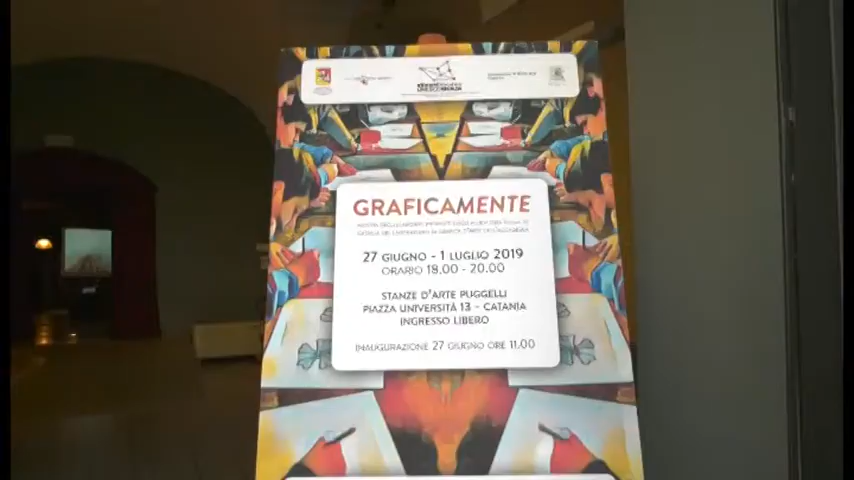 GRAFICAMENTE
27 GIUGNO - 1 LUGLIO 2019
ORARIO 18.00 - 20.00
STANZE D'ARTE PUGGELLI
PIAZZA UNIVERSITÀ 13 - CATANIA
INGRESSO LIBERO
INAUGURAZIONE 27 GIUGNO ORE 11.00